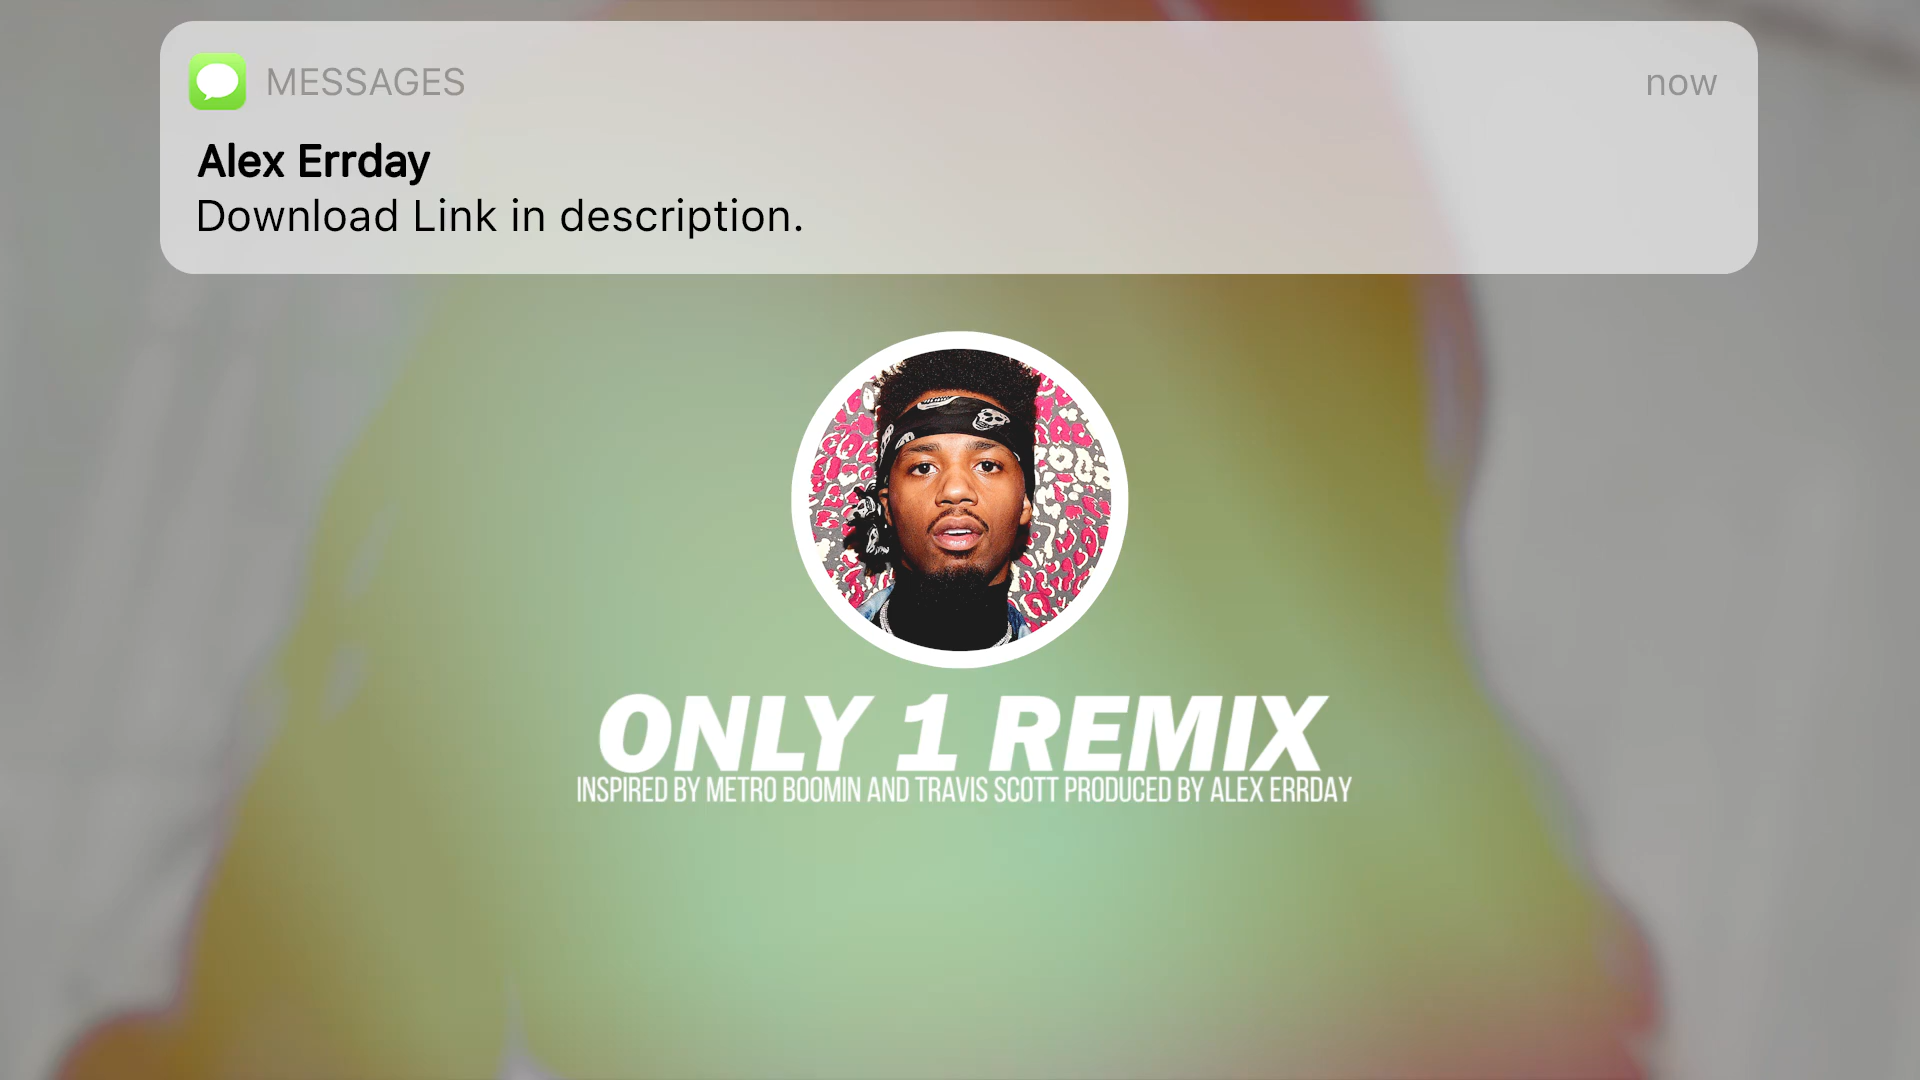 MESSAGES
now
Alex Errday
Download Link in description.
ONLY 1 REMIX
INSPIRED BY METRO BOOMIN AND TRAVIS SCOTT PRODUCED BY ALEX ERRDAY